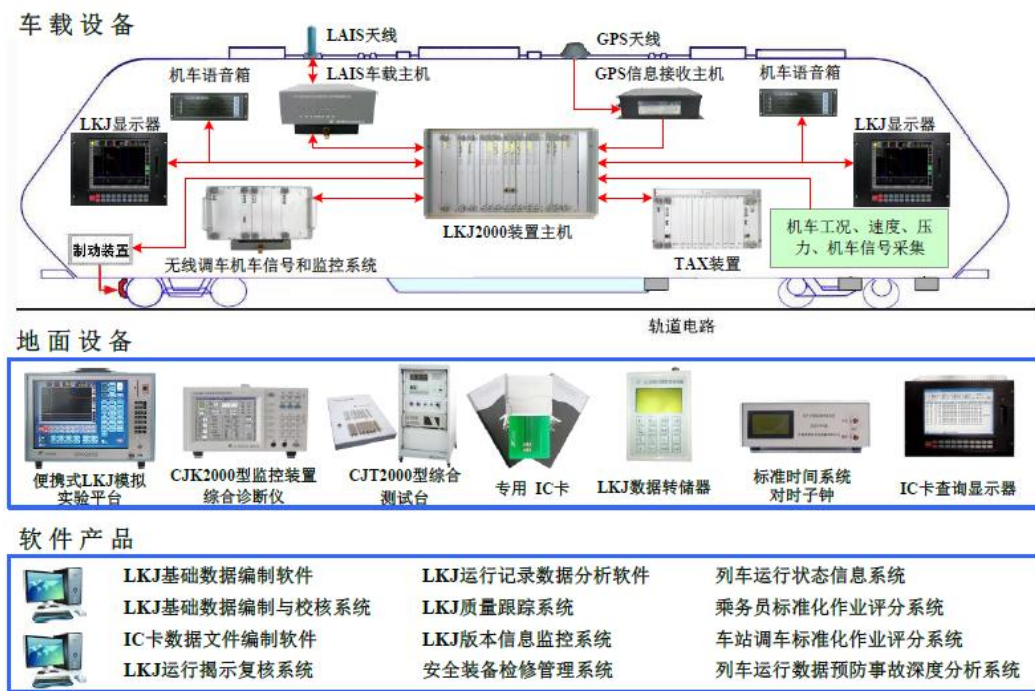 车载设备
LAIS天线
GPS天线
机车语音箱
LAIS车载主机
GPS信息接收主机
机车语音箱
LKJ显示器
LKJ显示器
LKJ2000装置主机
机车工况、速度、压
力、机车信号采集
制动装置
无线调车机车信号和监控系统
TAX装置
轨道电路
地面设备
便携式LKJ模拟
实验平台
CJK2000型监控装置
综合诊断仪
CJT2000型综合
测试台
专用 IC卡
LKJ数据转储器
标准时间系统
对时子钟
IC卡查询显示器
软件产品
LKJ基础数据编制软件
LKJ运行记录数据分析软件
列车运行状态信息系统
LKJ基础数据编制与校核系统
LKJ质量跟踪系统
乘务员标准化作业评分系统
IC卡数据文件编制软件
LKJ版本信息监控系统
车站调车标准化作业评分系统
LKJ运行揭示复核系统
安全装备检修管理系统
列车运行数据预防事故深度分析系统